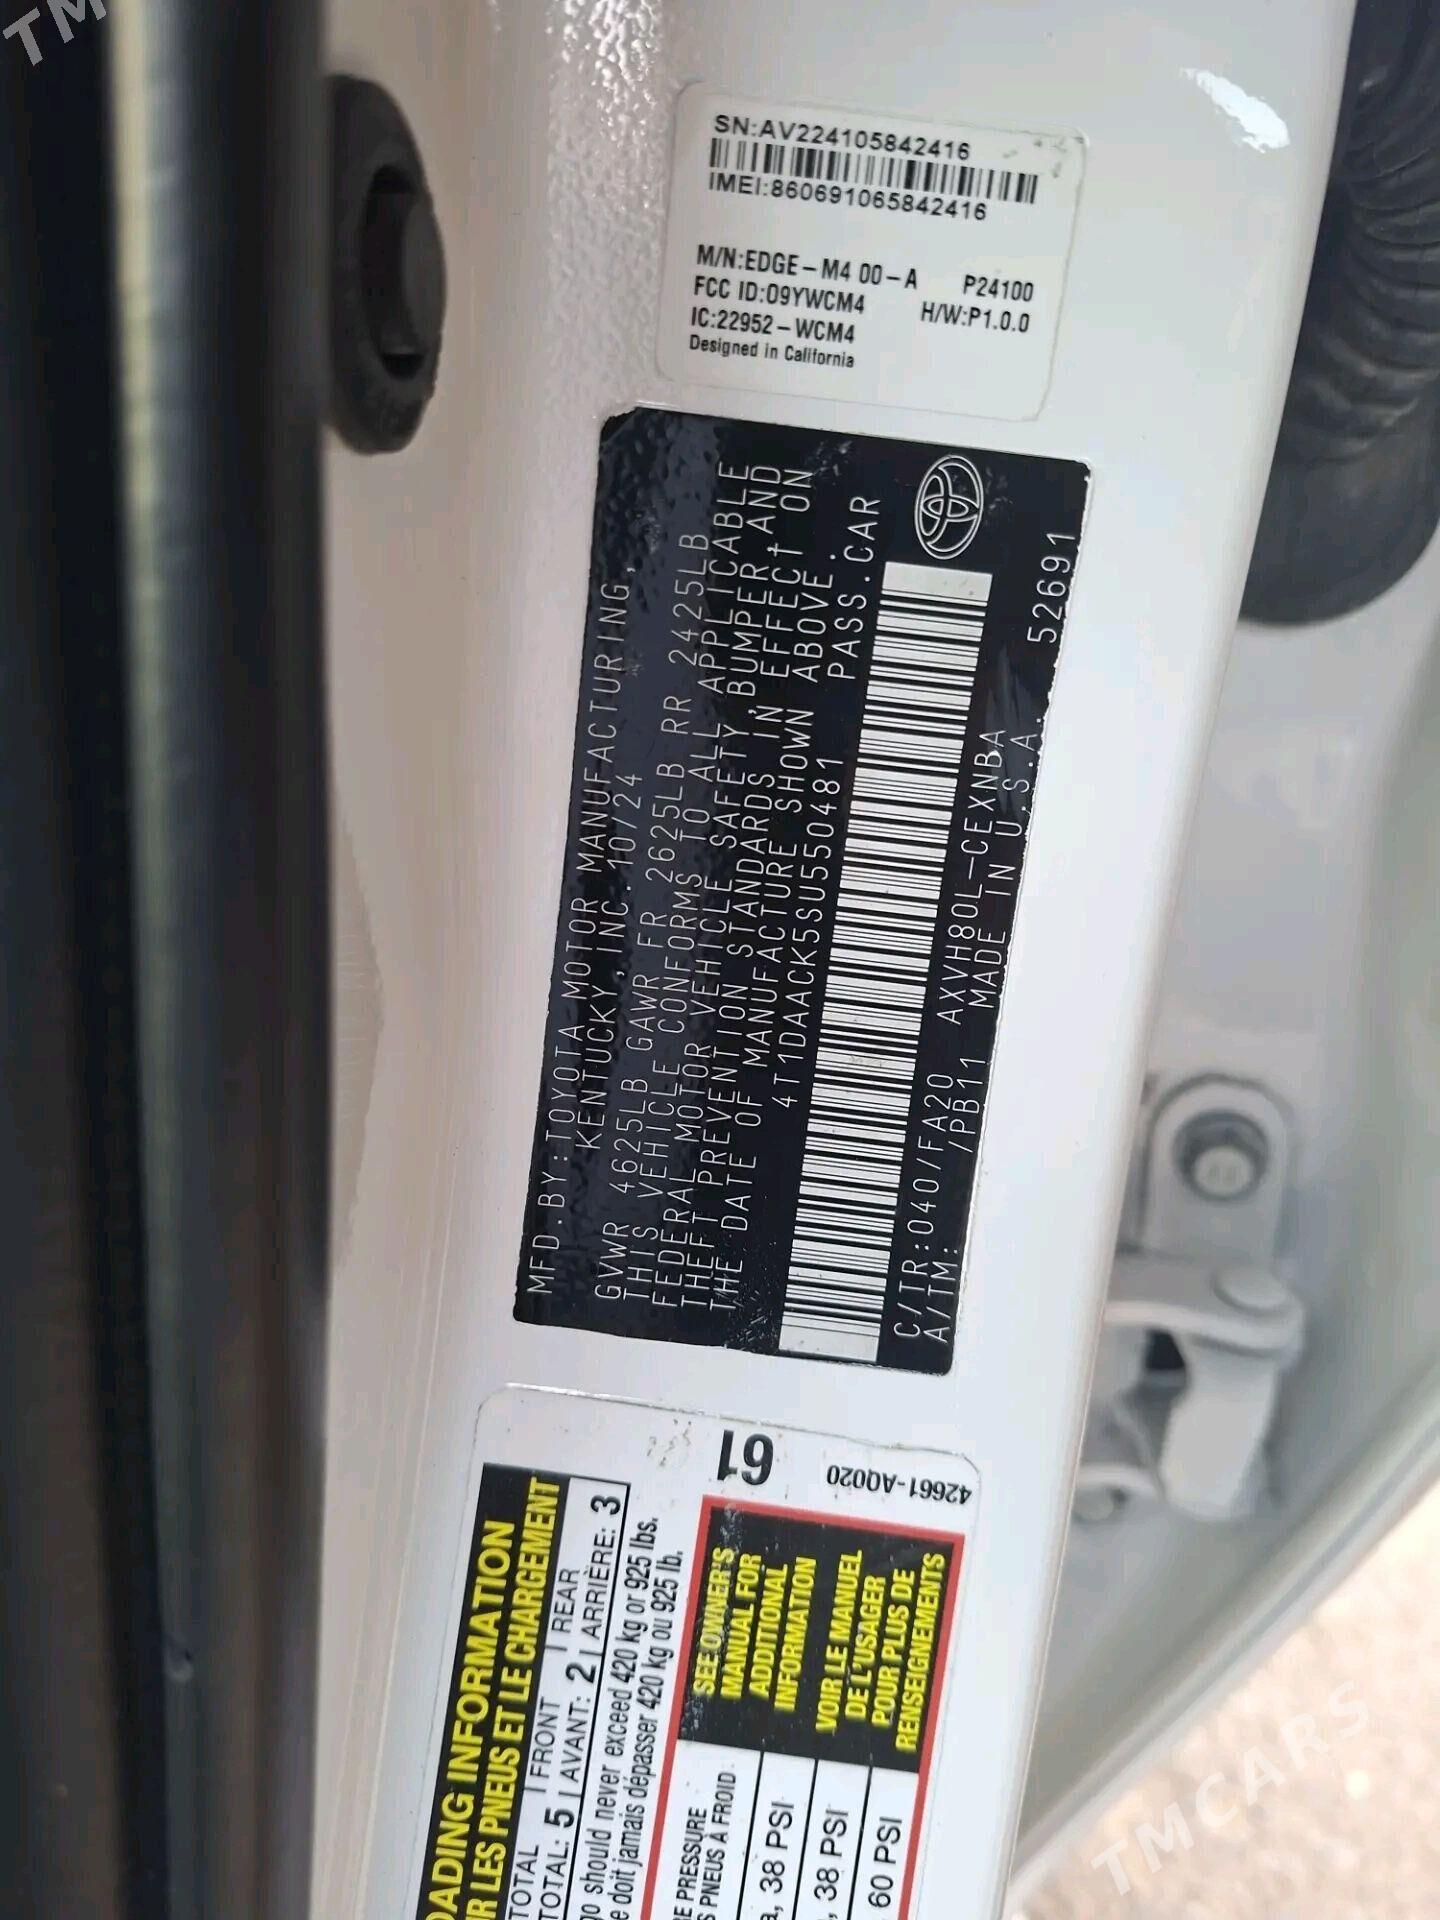 TM
SN:AV224105842416
IMEI:860691065842416
M/N:EDGE-M4 00-A P24100
FCC ID:O9YWCM4 H/W:P1.0.0
IC:22952-WCM4
Designed in California
MFD.BY:TOYOTA MOTOR MANUFACTURING,
KENTUCKY,INC. 10/24
GVWR 4625LB GAWR FR 2625LB RR 2425LB
THIS VEHICLE CONFORMS TO ALL APPLICABLE
FEDERAL MOTOR VEHICLE SAFETY,BUMPER,AND
THEFT PREVENTION STANDARDS IN EFFECT ON
THE DATE OF MANUFACTURE SHOWN ABOVE.
4T1DAACK5SU550481 PASS.CAR
C/TR:040/FA20 AXVH80L-CEXNBA
A/TM: /PB11 MADE IN U.S.A. 52691
61
42661-AQ020
LOADING INFORMATION
LES PNEUS ET LE CHARGEMENT
TOTAL FRONT REAR
TOTAL: 5 AVANT: 2 ARRIÈRE: 3
should never exceed 420 kg or 925 lbs.
doit jamais dépasser 420 kg ou 925 lb.
SEE OWNER'S
MANUAL FOR
ADDITIONAL
INFORMATION
VOIR LE MANUEL
DE L'USAGER
POUR PLUS DE
RENSEIGNEMENTS
PRESSURE
PNEUS À FROID
, 38 PSI
, 38 PSI
, 60 PSI
TMCARS